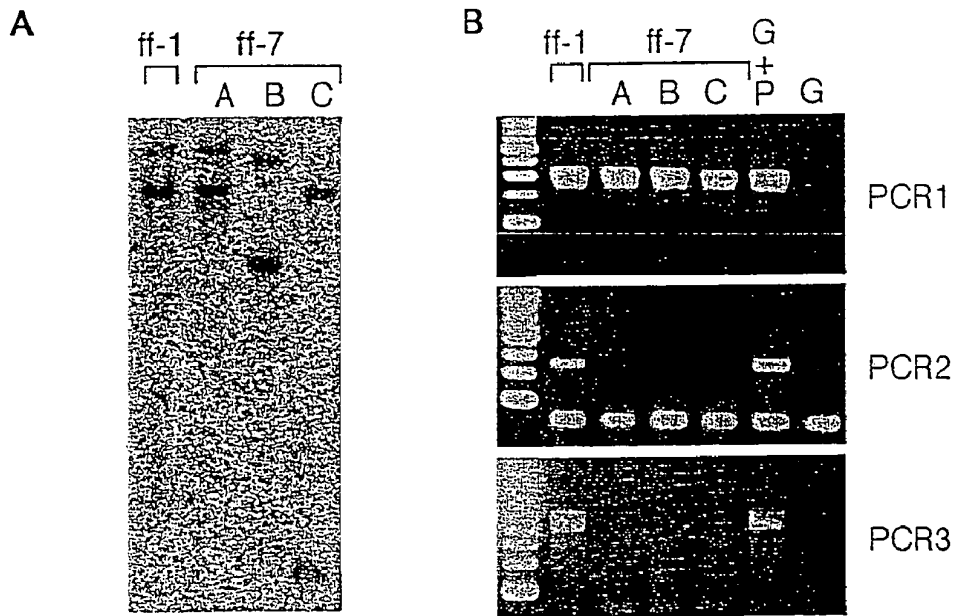 A
ff-1 ff-7
A B C
B
ff-1 ff-7 G
+
A B C P G
PCR1
PCR2
PCR3